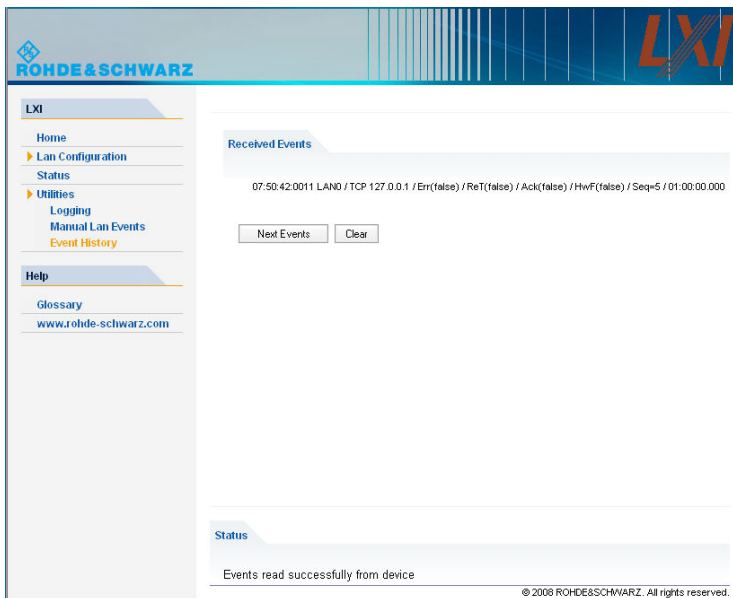 ROHDE&SCHWARZ
LXI
LXI
Home
Lan Configuration
Status
Utilities
Logging
Manual Lan Events
Event History
Help
Glossary
www.rohde-schwarz.com
Received Events
07:50:42:0011 LAN0 / TCP 127.0.0.1 / Err(false) / ReT(false) / Ack(false) / HwF(false) / Seq=5 / 01:00:00.000
Next Events Clear
Status
Events read successfully from device
© 2008 ROHDE&SCHWARZ. All rights reserved.